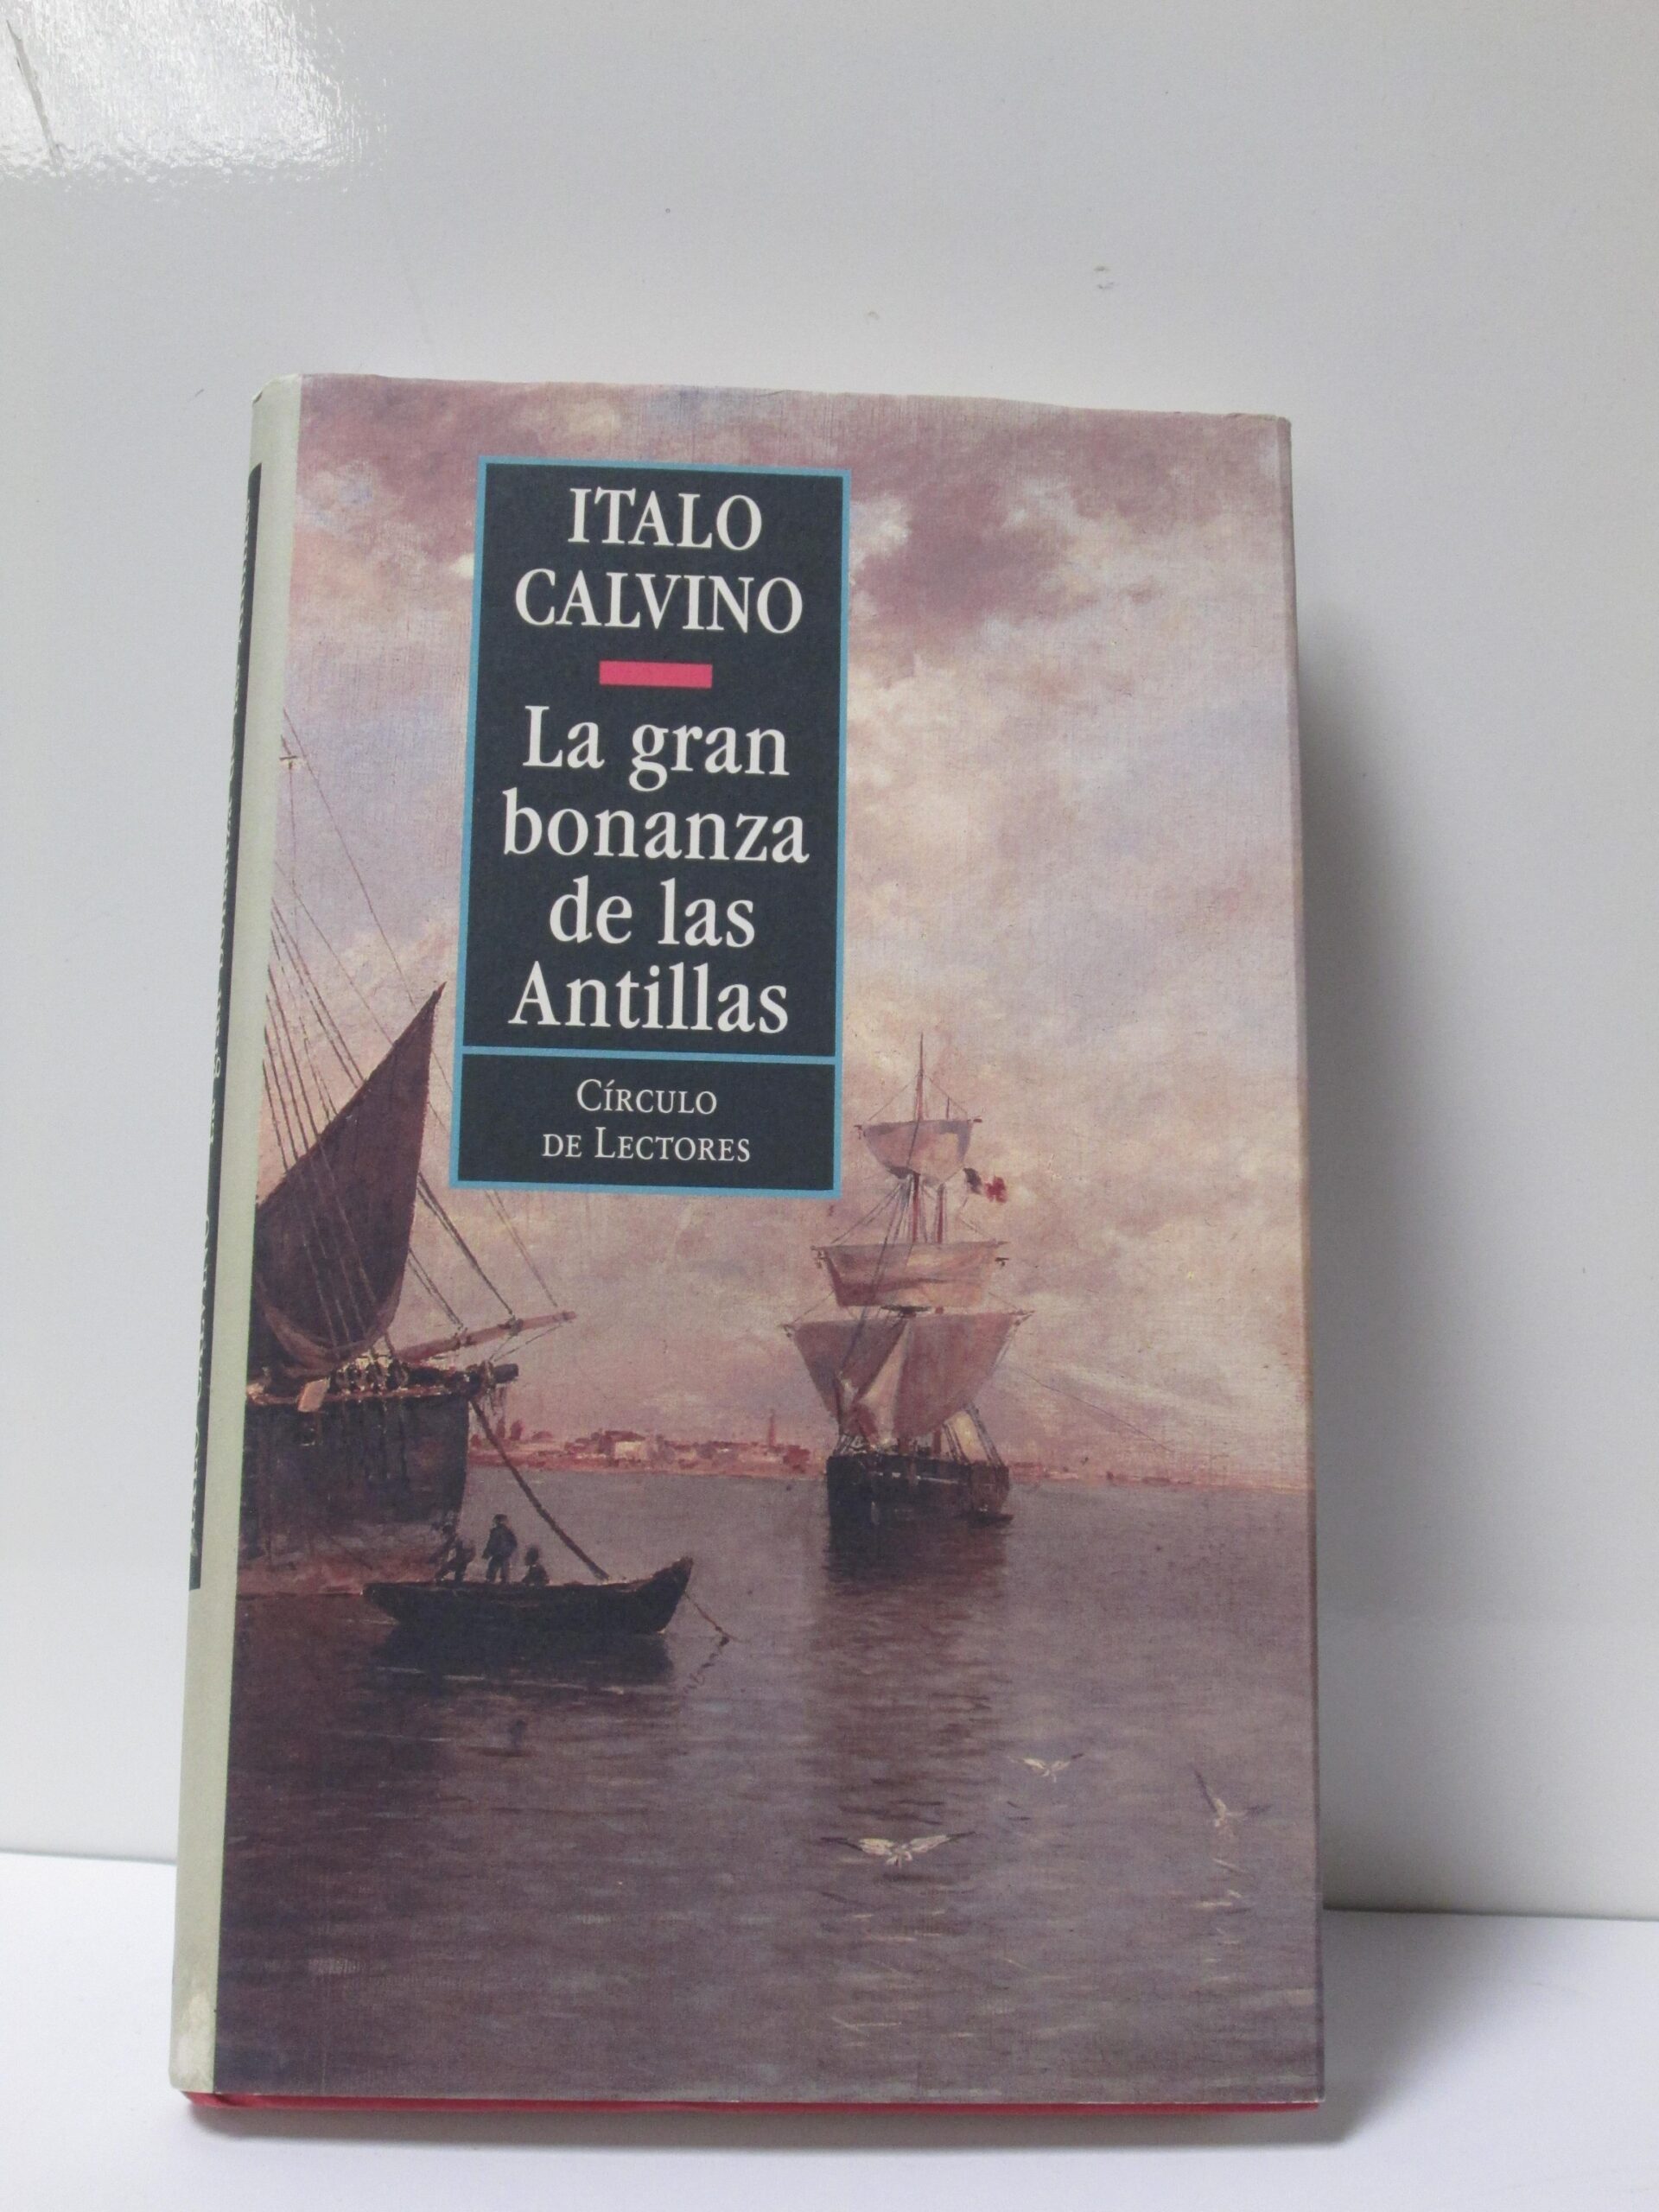 ITALO
CALVINO
La gran
bonanza
de las
Antillas
CÍRCULO
DE LECTORES